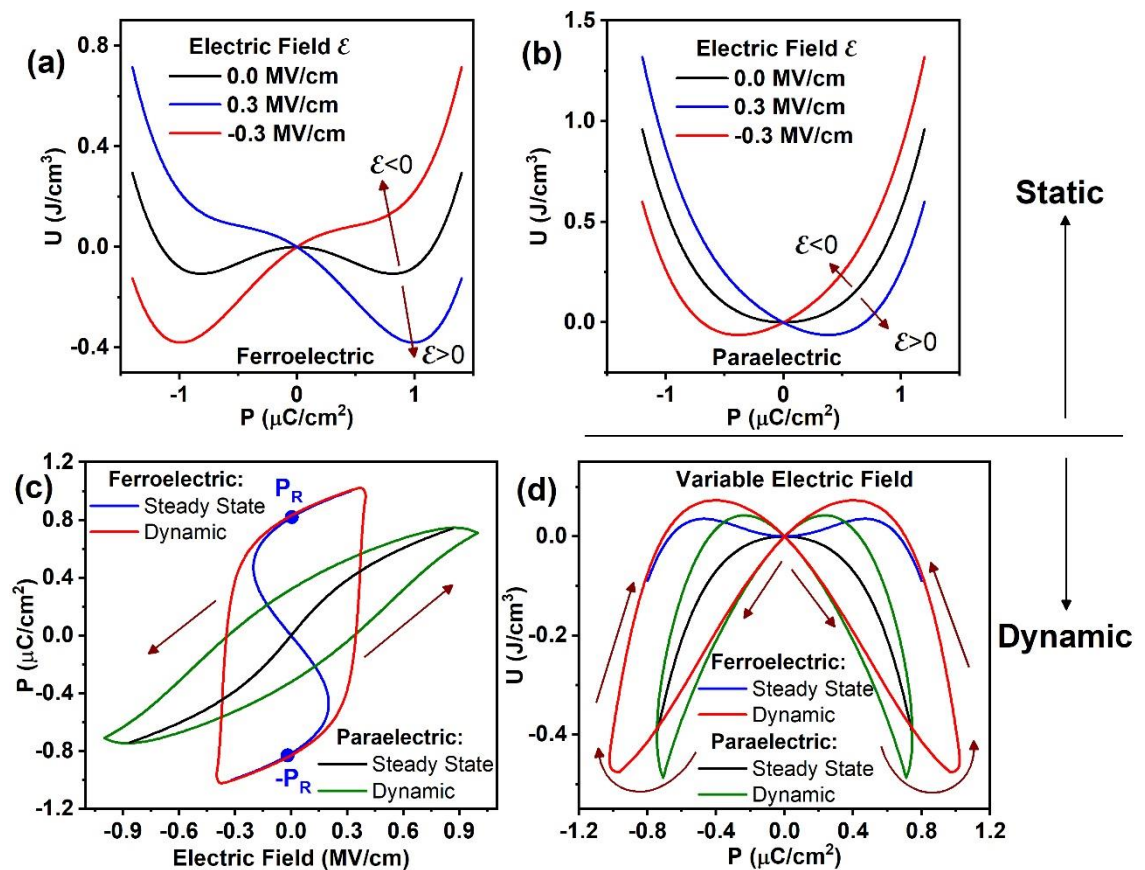 (a)
Electric Field ℰ
0.0 MV/cm
0.3 MV/cm
-0.3 MV/cm
ℰ<0
ℰ>0
Ferroelectric
0.8
0.4
0.0
-0.4
U (J/cm³)
-1
0
1
P (μC/cm²)
(b)
Electric Field ℰ
0.0 MV/cm
0.3 MV/cm
-0.3 MV/cm
ℰ<0
ℰ>0
Paraelectric
1.5
1.0
0.5
0.0
U (J/cm³)
-1
0
1
P (μC/cm²)
Static
Dynamic
(c)
Ferroelectric:
Steady State
Dynamic
P_R
-P_R
Paraelectric:
Steady State
Dynamic
1.2
0.8
0.4
0.0
-0.4
-0.8
-1.2
P (μC/cm²)
-0.9 -0.6 -0.3 0.0 0.3 0.6 0.9
Electric Field (MV/cm)
(d)
Variable Electric Field
Ferroelectric:
Steady State
Dynamic
Paraelectric:
Steady State
Dynamic
0.0
-0.2
-0.4
U (J/cm³)
-1.2 -0.8 -0.4 0.0 0.4 0.8 1.2
P (μC/cm²)